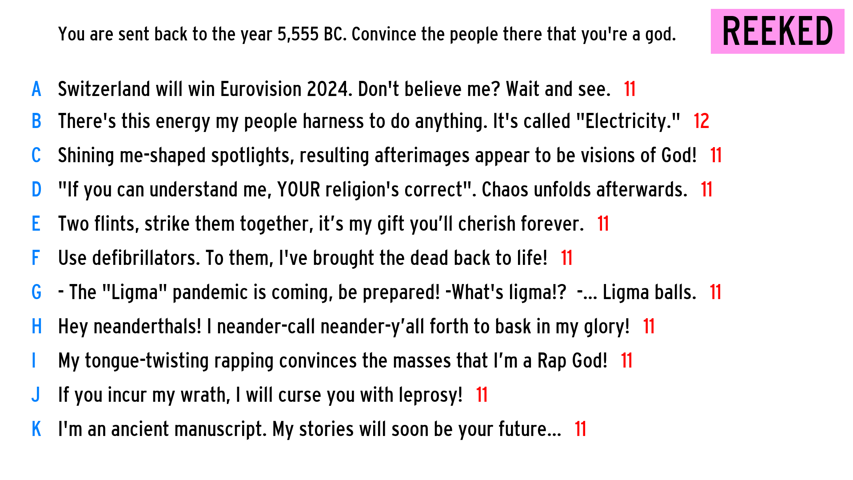 You are sent back to the year 5,555 BC. Convince the people there that you're a god.
REEKED
A Switzerland will win Eurovision 2024. Don't believe me? Wait and see. 11
B There's this energy my people harness to do anything. It's called "Electricity." 12
C Shining me-shaped spotlights, resulting afterimages appear to be visions of God! 11
D "If you can understand me, YOUR religion's correct". Chaos unfolds afterwards. 11
E Two flints, strike them together, it’s my gift you’ll cherish forever. 11
F Use defibrillators. To them, I've brought the dead back to life! 11
G - The "Ligma" pandemic is coming, be prepared! -What's ligma!?  -... Ligma balls. 11
H Hey neanderthals! I neander-call neander-y’all forth to bask in my glory! 11
I My tongue-twisting rapping convinces the masses that I’m a Rap God! 11
J If you incur my wrath, I will curse you with leprosy! 11
K I'm an ancient manuscript. My stories will soon be your future... 11